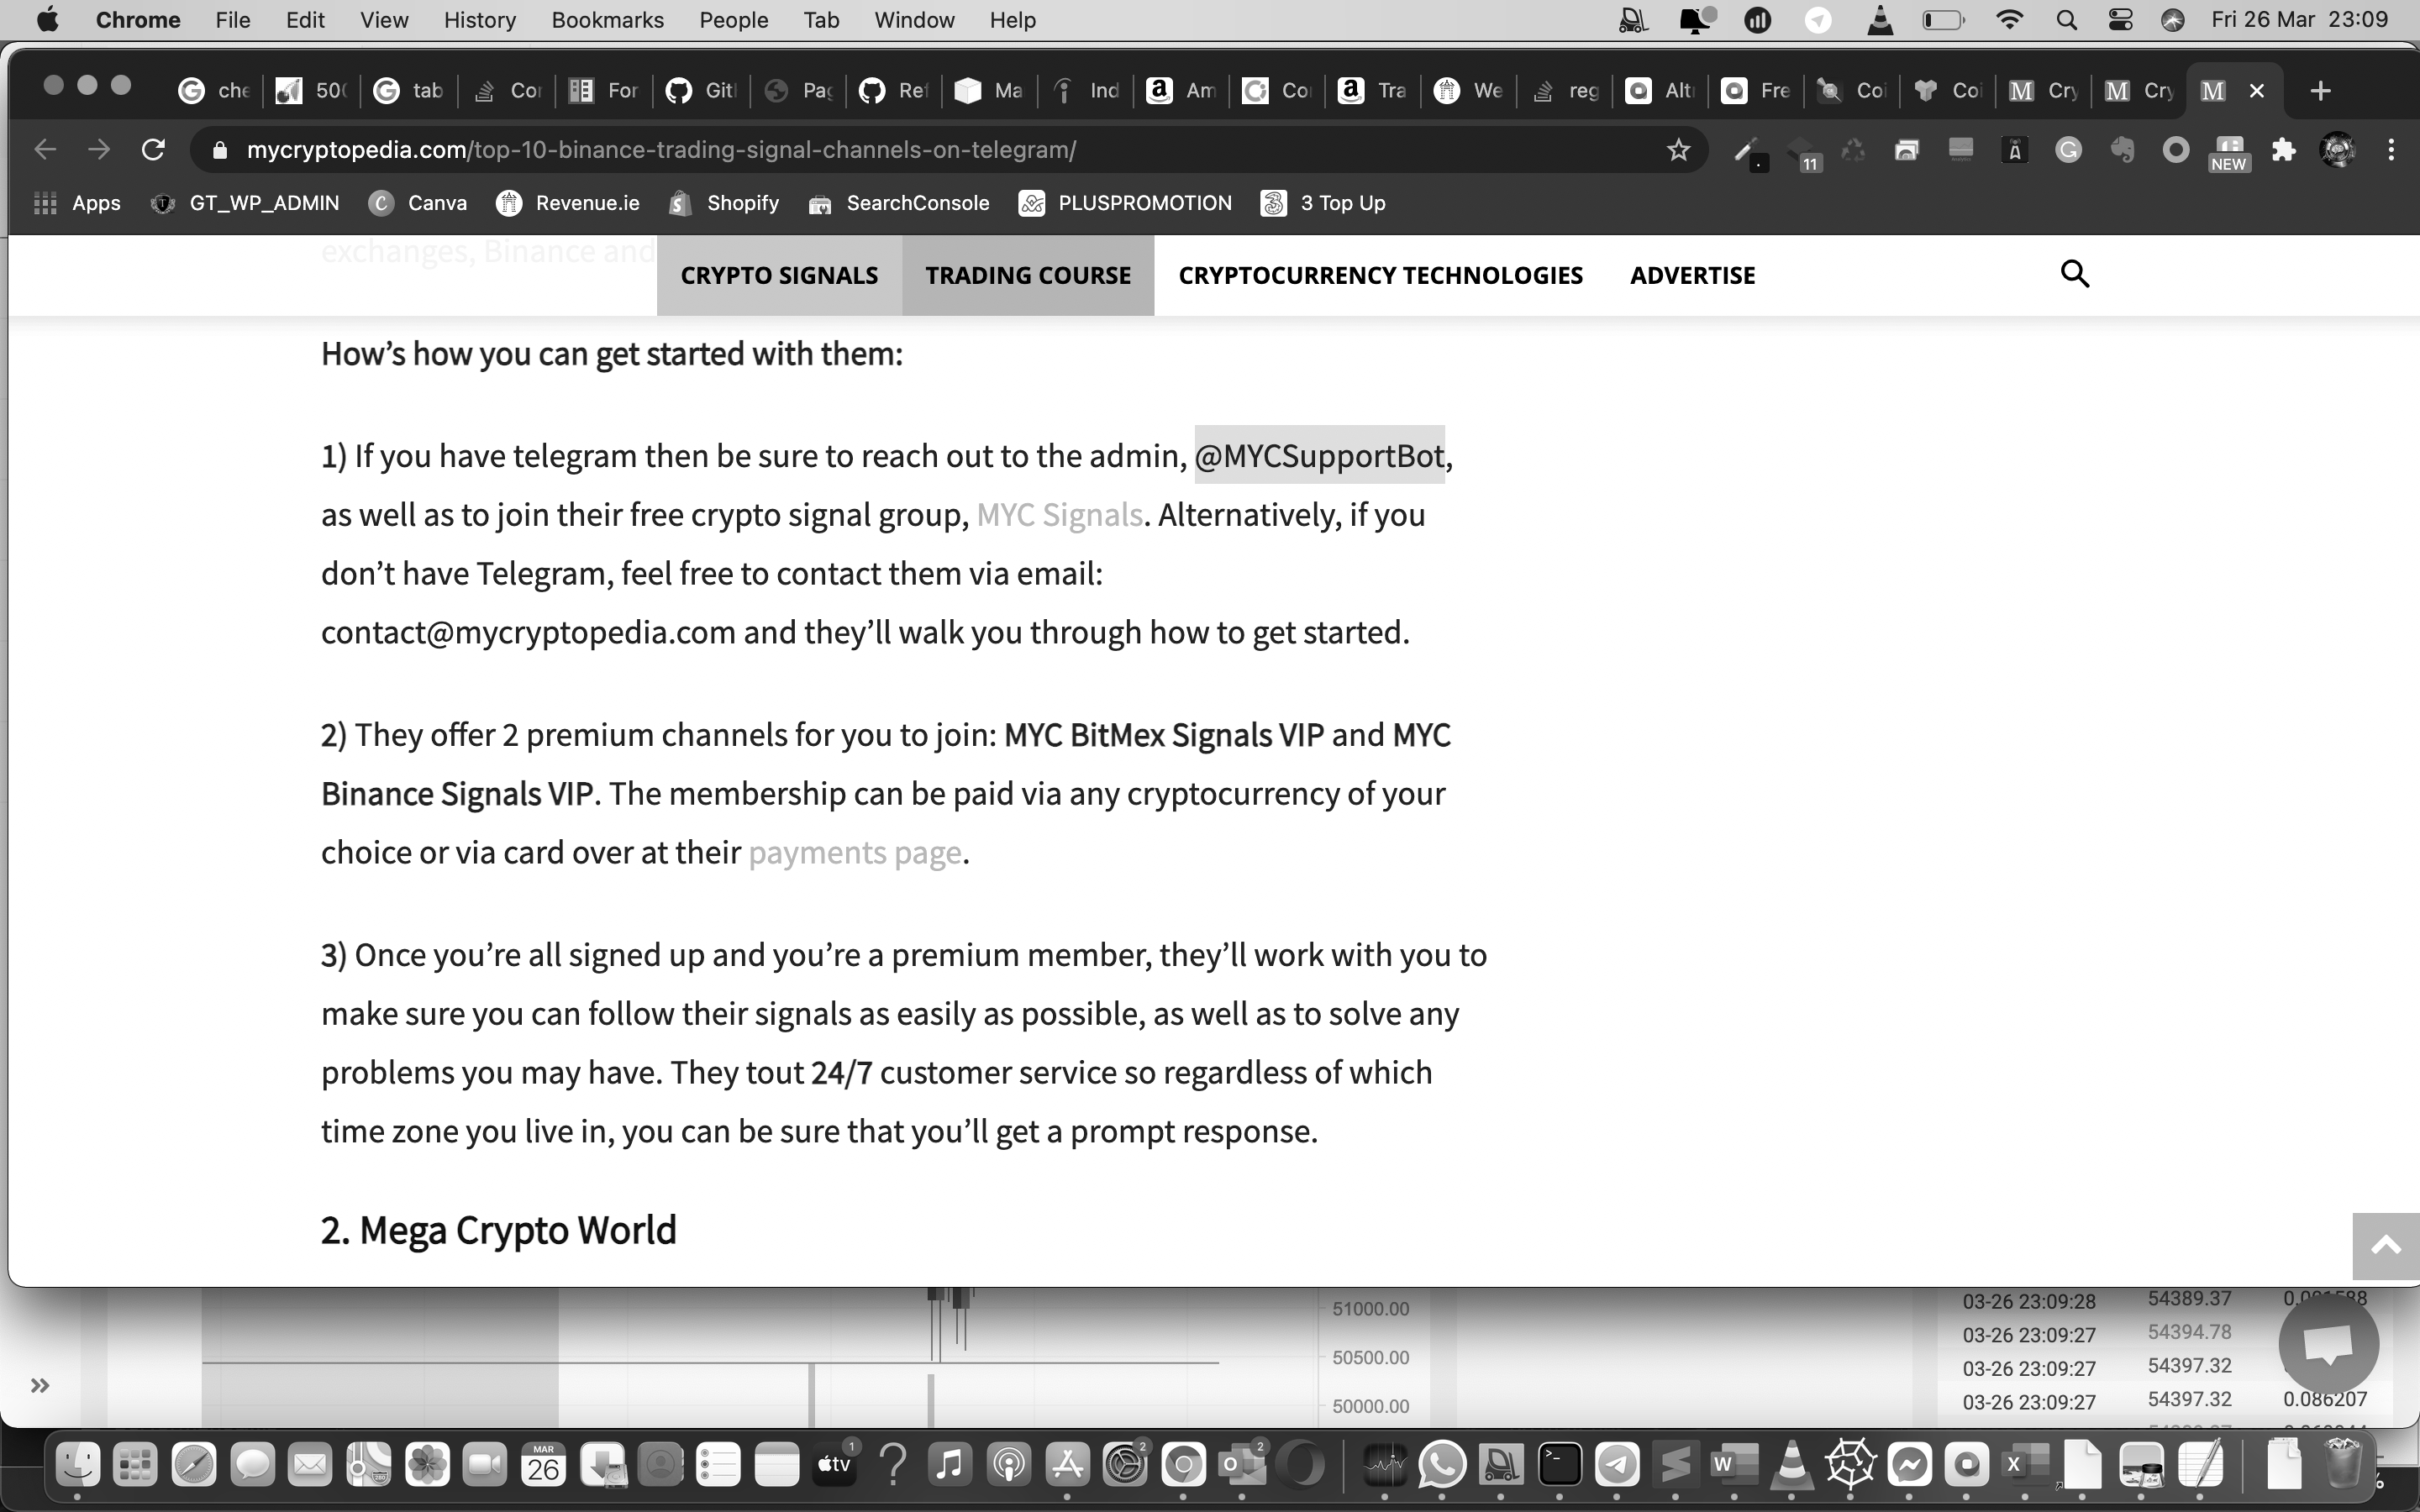 Chrome File Edit View History Bookmarks People Tab Window Help Fri 26 Mar 23:09
che 50( tab Cor For Git Pag Ref Ma Ind Am Co Tra We reg Alt Fre Coi Coi Cry Cry
mycryptopedia.com/top-10-binance-trading-signal-channels-on-telegram/ 11 NEW
Apps GT_WP_ADMIN Canva Revenue.ie Shopify SearchConsole PLUSPROMOTION 3 Top Up
exchanges, Binance and
CRYPTO SIGNALS TRADING COURSE CRYPTOCURRENCY TECHNOLOGIES ADVERTISE
How’s how you can get started with them:
1) If you have telegram then be sure to reach out to the admin, @MYCSupportBot,
as well as to join their free crypto signal group, MYC Signals. Alternatively, if you
don’t have Telegram, feel free to contact them via email:
contact@mycryptopedia.com and they’ll walk you through how to get started.
2) They offer 2 premium channels for you to join: MYC BitMex Signals VIP and MYC
Binance Signals VIP. The membership can be paid via any cryptocurrency of your
choice or via card over at their payments page.
3) Once you’re all signed up and you’re a premium member, they’ll work with you to
make sure you can follow their signals as easily as possible, as well as to solve any
problems you may have. They tout 24/7 customer service so regardless of which
time zone you live in, you can be sure that you’ll get a prompt response.
2. Mega Crypto World
51000.00 03-26 23:09:28 54389.37
03-26 23:09:27 54394.78
50500.00 03-26 23:09:27 54397.32
50000.00 03-26 23:09:27 54397.32 0.086207
MAR
26 tv 1 2 2